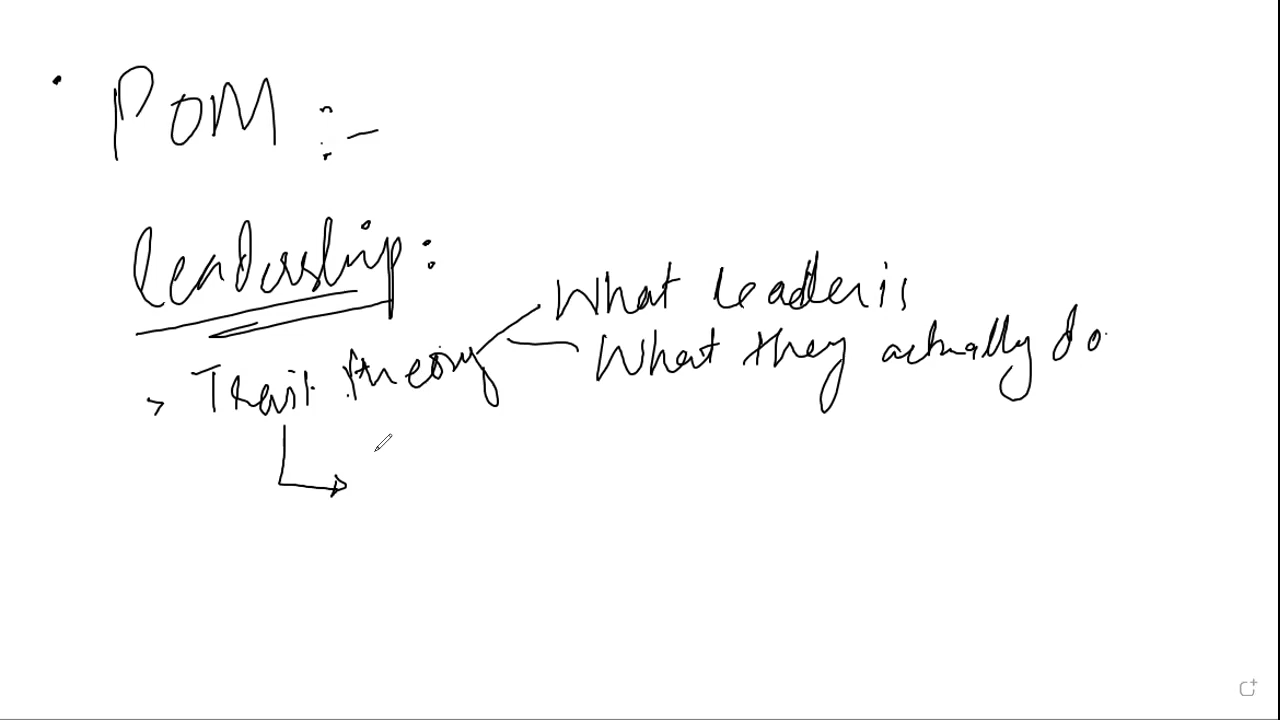 • POM :-
Leadership:
What Leader is
> Trait theory
What they actually do.